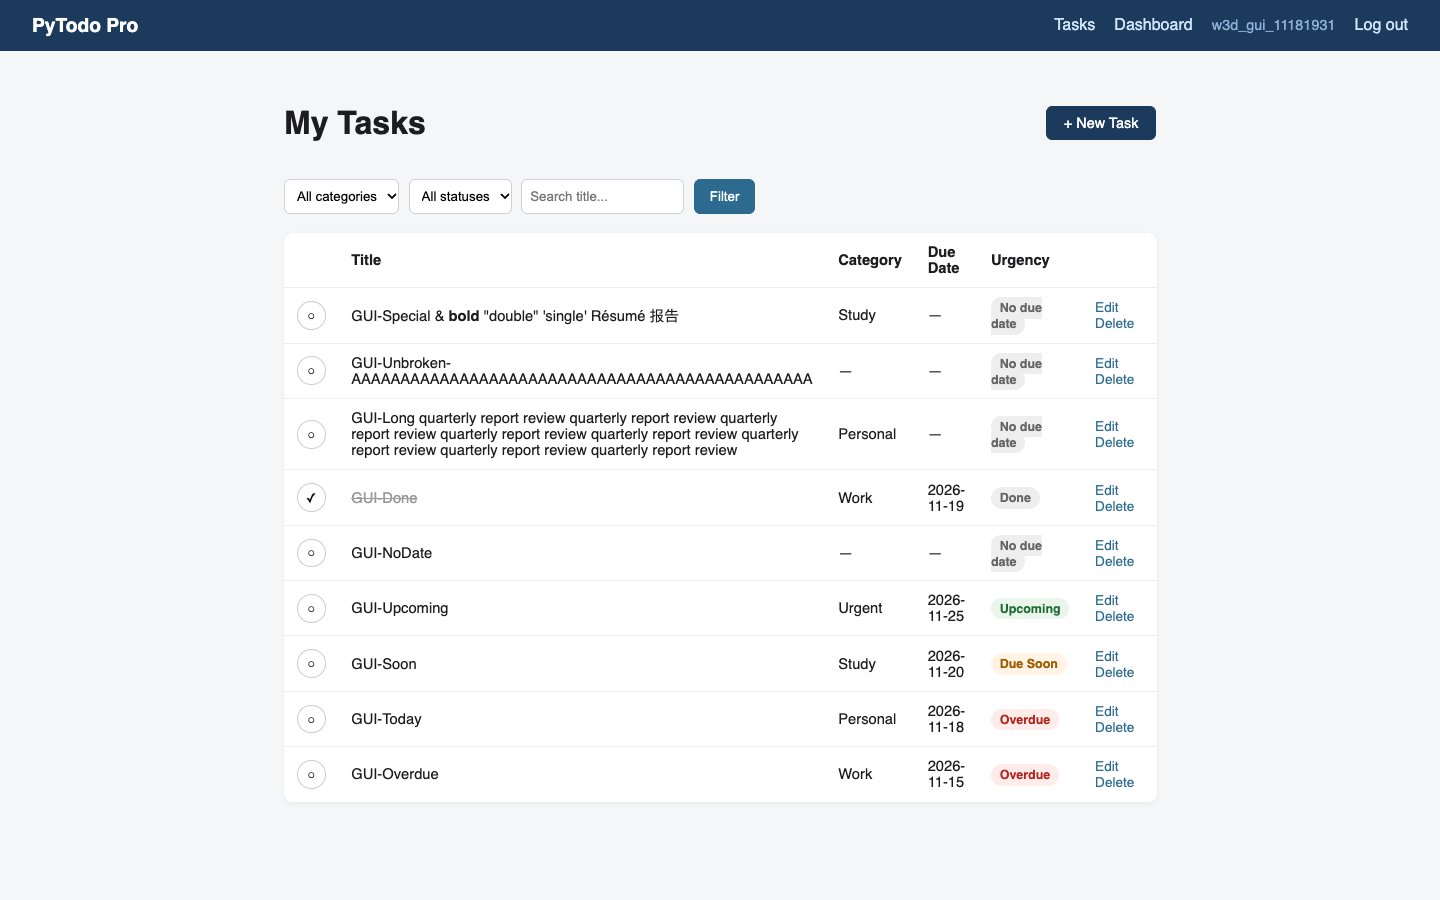 PyTodo Pro
Tasks Dashboard w3d_gui_11181931 Log out
My Tasks
+ New Task
All categories All statuses Search title... Filter
Title Category Due Date Urgency
GUI-Special & bold "double" 'single' Résumé 报告 Study — No due date Edit Delete
GUI-Unbroken-
AAAAAAAAAAAAAAAAAAAAAAAAAAAAAAAAAAAAAAAAAAAAAAA — — No due date Edit Delete
GUI-Long quarterly report review quarterly report review quarterly
report review quarterly report review quarterly report review quarterly
report review quarterly report review quarterly report review Personal — No due date Edit Delete
✓ GUI-Done Work 2026-11-19 Done Edit Delete
GUI-NoDate — — No due date Edit Delete
GUI-Upcoming Urgent 2026-11-25 Upcoming Edit Delete
GUI-Soon Study 2026-11-20 Due Soon Edit Delete
GUI-Today Personal 2026-11-18 Overdue Edit Delete
GUI-Overdue Work 2026-11-15 Overdue Edit Delete